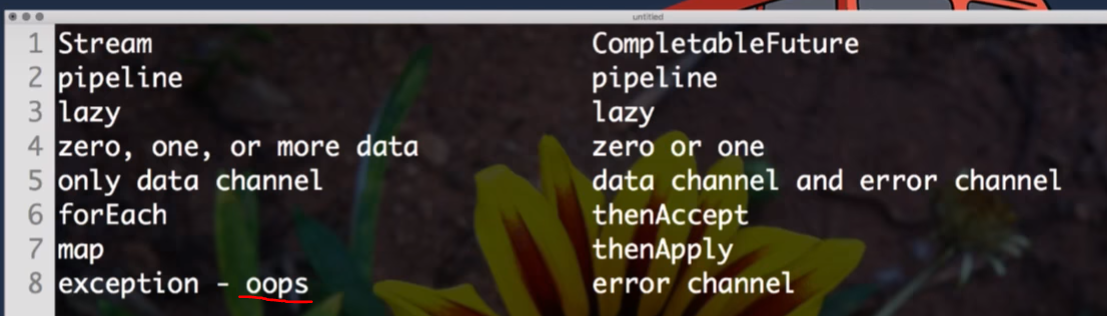 untitled
1 Stream CompletableFuture
2 pipeline pipeline
3 lazy lazy
4 zero, one, or more data zero or one
5 only data channel data channel and error channel
6 forEach thenAccept
7 map thenApply
8 exception - oops error channel